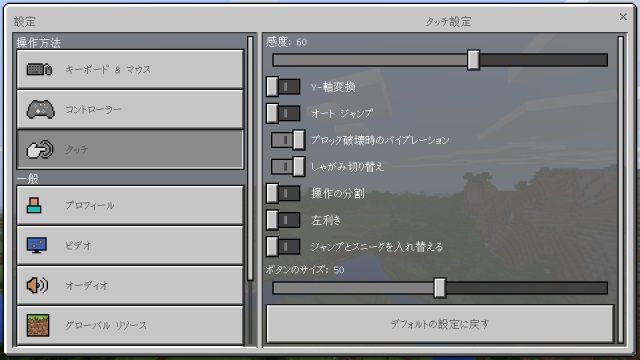 設定
タッチ設定
操作方法
キーボード & マウス
コントローラー
タッチ
一般
プロフィール
ビデオ
オーディオ
グローバル リソース
感度: 60
Y-軸変換
オート ジャンプ
ブロック破壊時のバイブレーション
しゃがみ切り替え
操作の分割
左利き
ジャンプとスニークを入れ替える
ボタンのサイズ: 50
デフォルトの設定に戻す